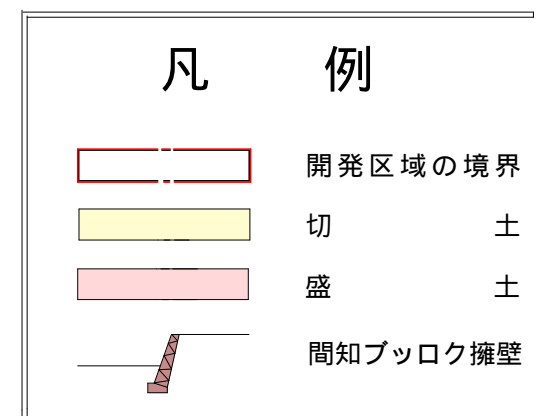 凡例
開発区域の境界
切土
盛土
間知ブッロク擁壁